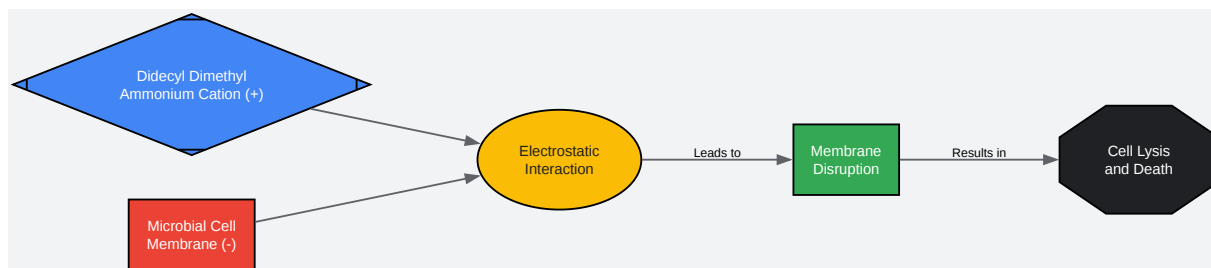 Didecyl Dimethyl
Ammonium Cation (+)
Microbial Cell
Membrane (-)
Electrostatic
Interaction
Leads to
Membrane
Disruption
Results in
Cell Lysis
and Death